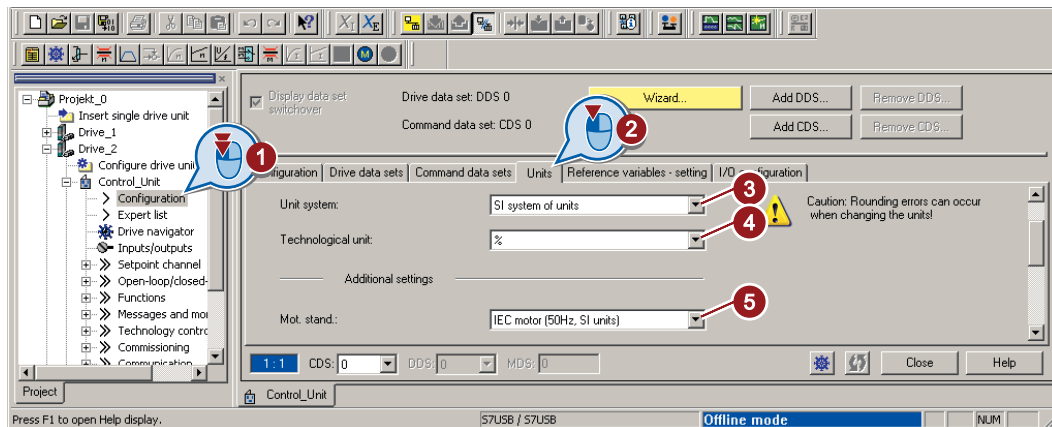 Projekt_0
Insert single drive unit
Drive_1
Drive_2
Configure drive unit
Control_Unit
Configuration
Expert list
Drive navigator
Inputs/outputs
Setpoint channel
Open-loop/closed-
Functions
Messages and mo
Technology contro
Commissioning
Communication
Project
1
Display data set switchover
Drive data set: DDS 0
Command data set: CDS 0
Wizard...
Add DDS...
Remove DDS...
Add CDS...
Remove CDS...
2
Drive data sets
Command data sets
Units
Reference variables - setting
Unit system:
SI system of units
3
Caution: Rounding errors can occur
when changing the units!
Technological unit:
%
4
Additional settings
Mot. stand.:
IEC motor (50Hz, SI units)
5
1 : 1
CDS: 0
DDS: 0
MDS: 0
Close
Help
Control_Unit
Press F1 to open Help display.
S7USB / S7USB
Offline mode
NUM